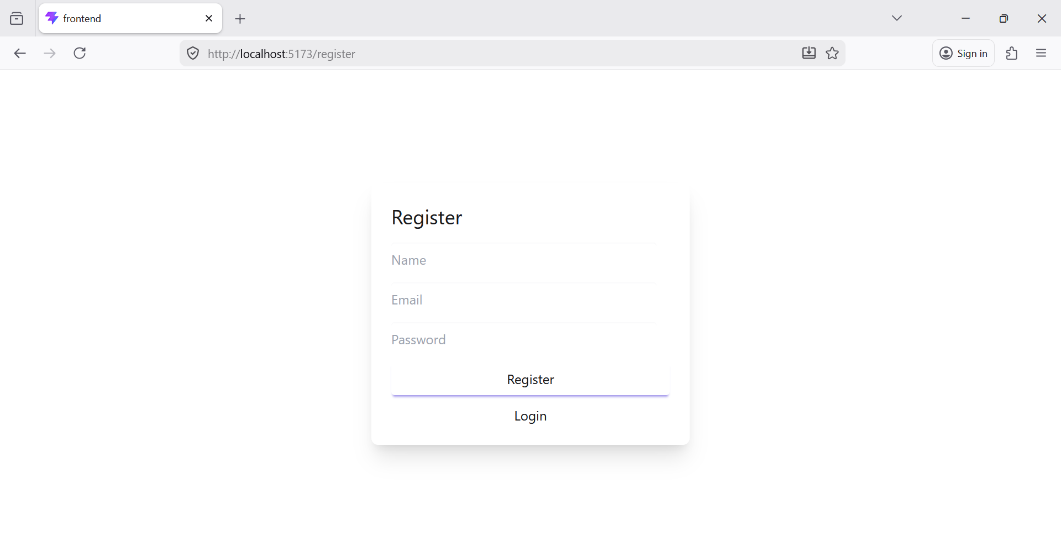 frontend
http://localhost:5173/register
Sign in
Register
Name
Email
Password
Register
Login